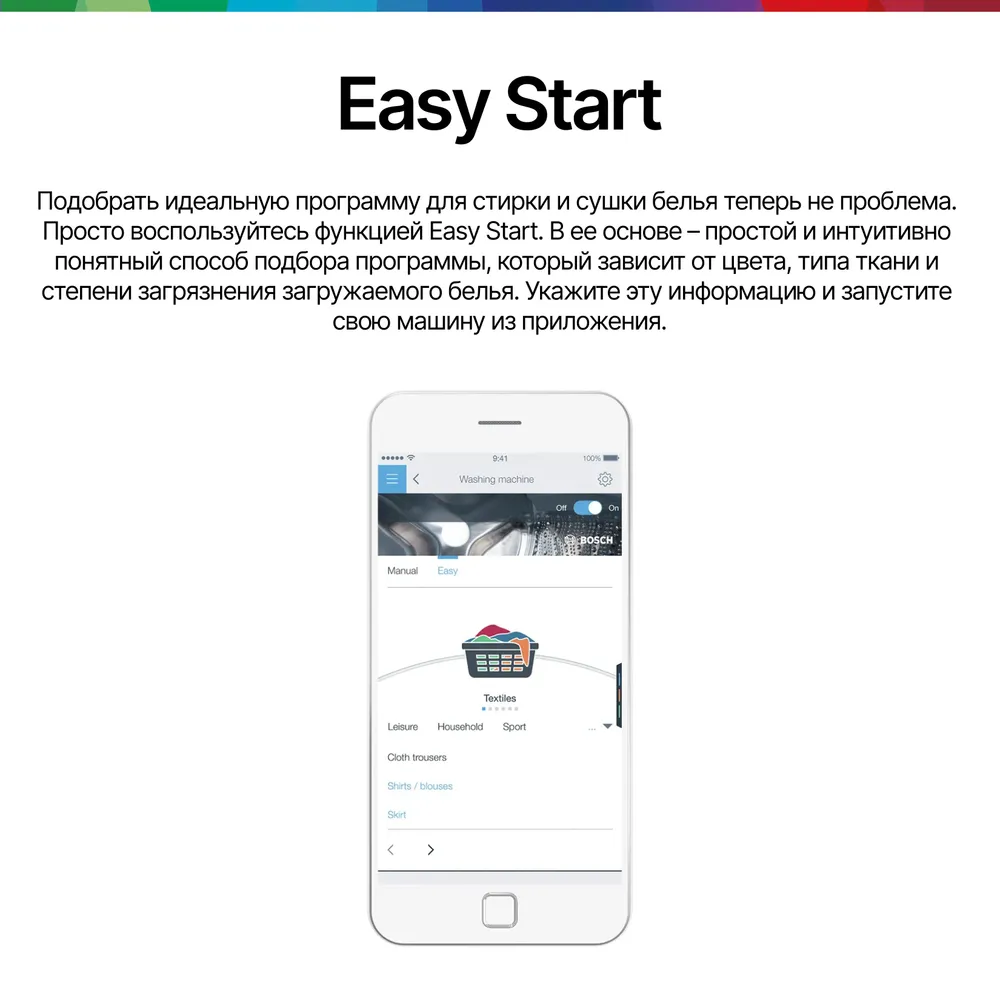 Easy Start
Подобрать идеальную программу для стирки и сушки белья теперь не проблема.
Просто воспользуйтесь функцией Easy Start. В ее основе – простой и интуитивно
понятный способ подбора программы, который зависит от цвета, типа ткани и
степени загрязнения загружаемого белья. Укажите эту информацию и запустите
свою машину из приложения.
9:41 100%
Washing machine
Off On
BOSCH
Manual Easy
Textiles
Leisure Household Sport ...
Cloth trousers
Shirts / blouses
Skirt